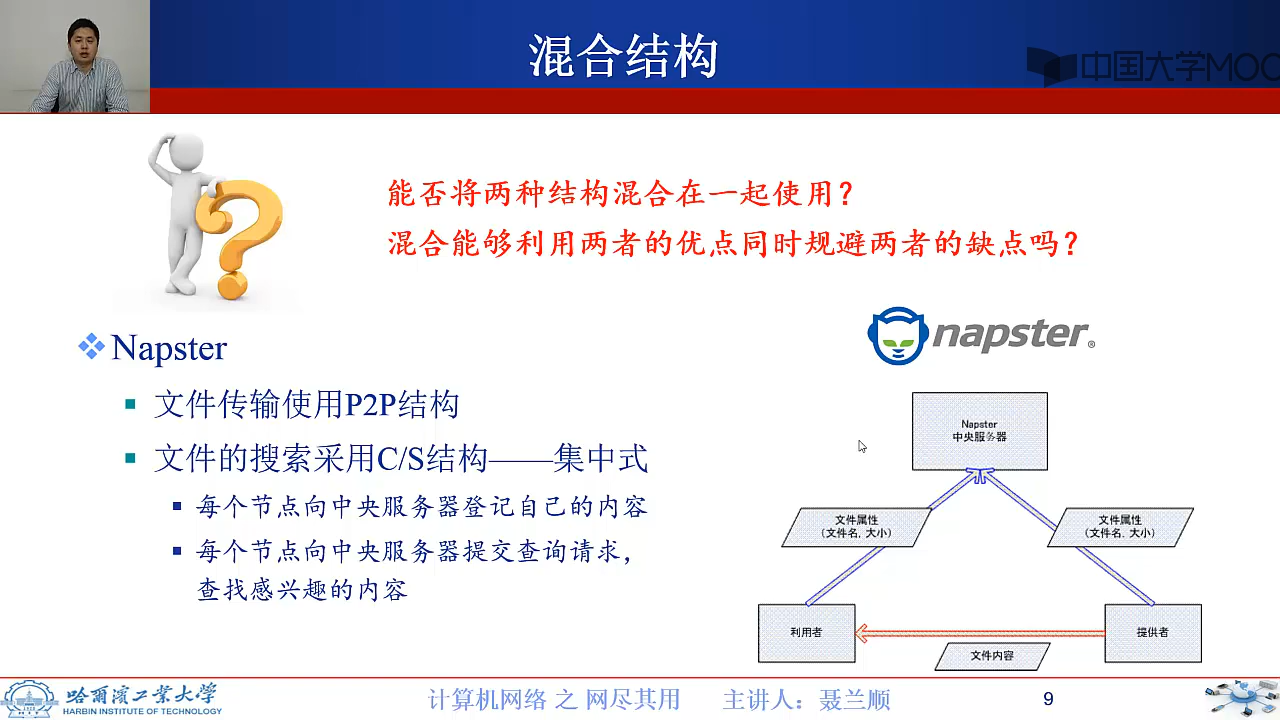 混合结构
中国大学MOO
能否将两种结构混合在一起使用？
混合能够利用两者的优点同时规避两者的缺点吗？
napster®
Napster
文件传输使用P2P结构
文件的搜索采用C/S结构——集中式
每个节点向中央服务器登记自己的内容
每个节点向中央服务器提交查询请求，
查找感兴趣的内容
Napster
中央服务器
文件属性
(文件名, 大小)
文件属性
(文件名, 大小)
利用者
提供者
文件内容
哈尔滨工业大学
HARBIN INSTITUTE OF TECHNOLOGY
计算机网络 之 网尽其用
主讲人：聂兰顺
9